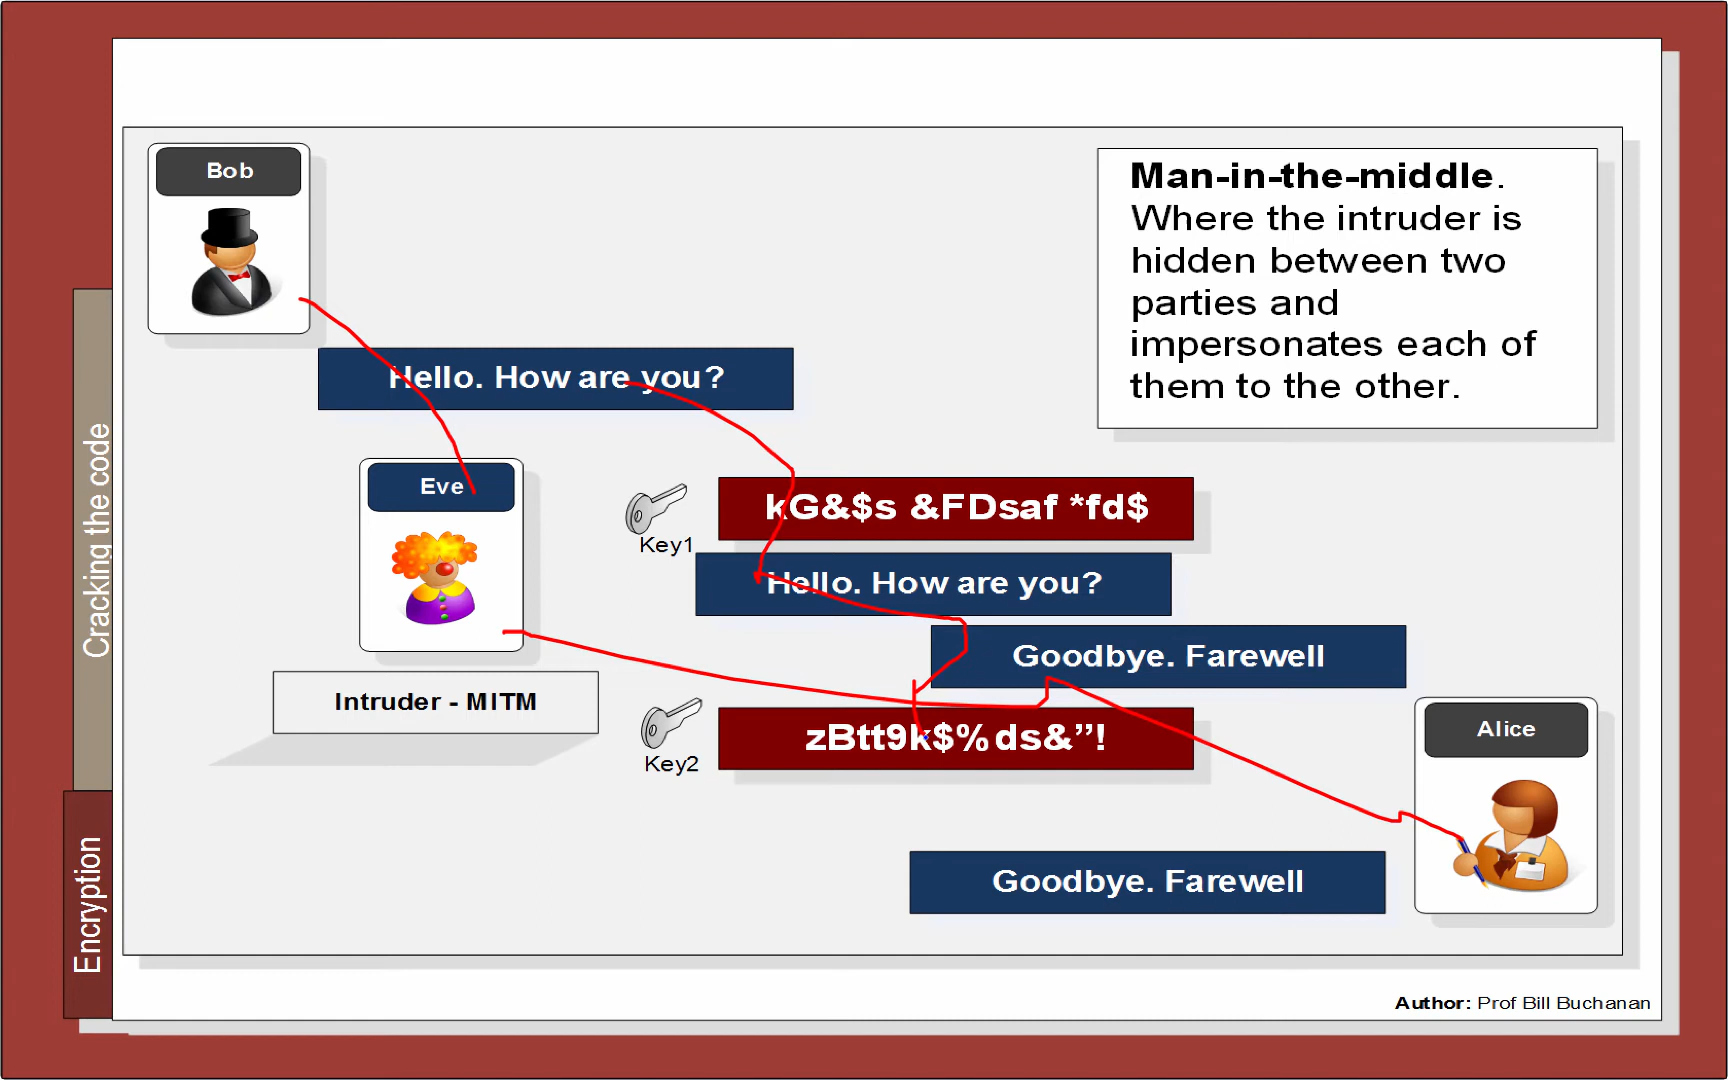 Bob
Man-in-the-middle.
Where the intruder is
hidden between two
parties and
impersonates each of
them to the other.
Hello. How are you?
Eve
kG&$s &FDsaf *fd$
Key1
Hello. How are you?
Goodbye. Farewell
Intruder - MITM
zBtt9k$%ds&”!
Key2
Alice
Goodbye. Farewell
Cracking the code
Encryption
Author: Prof Bill Buchanan